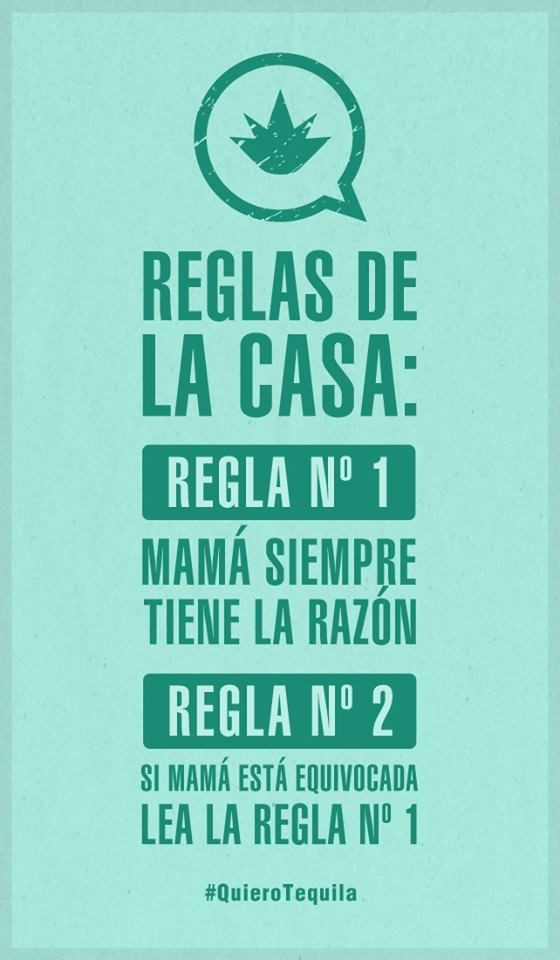 REGLAS DE
LA CASA:
REGLA Nº 1
MAMÁ SIEMPRE
TIENE LA RAZÓN
REGLA Nº 2
SI MAMÁ ESTÁ EQUIVOCADA
LEA LA REGLA Nº 1
#QuieroTequila